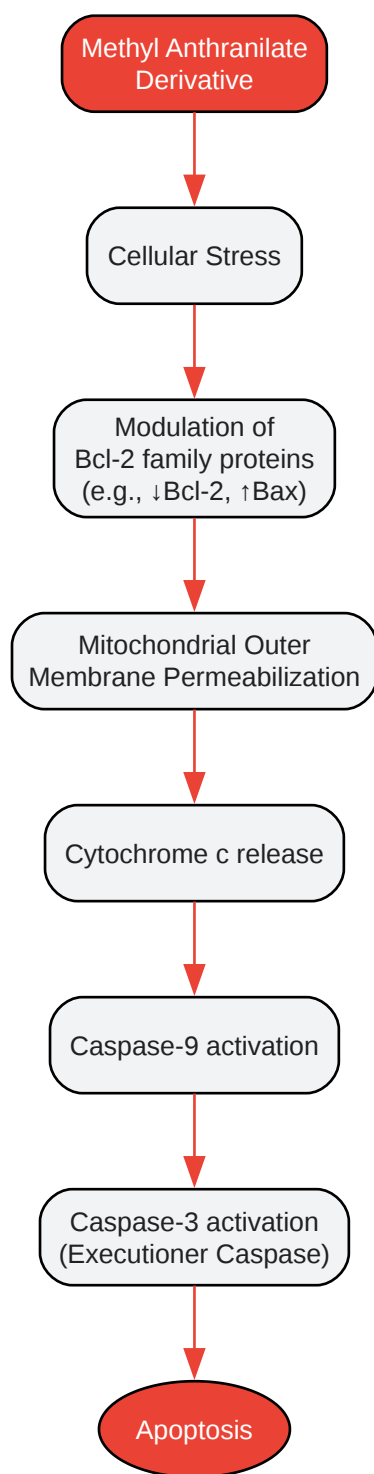 Methyl Anthranilate
Derivative
Cellular Stress
Modulation of
Bcl-2 family proteins
(e.g., ↓Bcl-2, ↑Bax)
Mitochondrial Outer
Membrane Permeabilization
Cytochrome c release
Caspase-9 activation
Caspase-3 activation
(Executioner Caspase)
Apoptosis